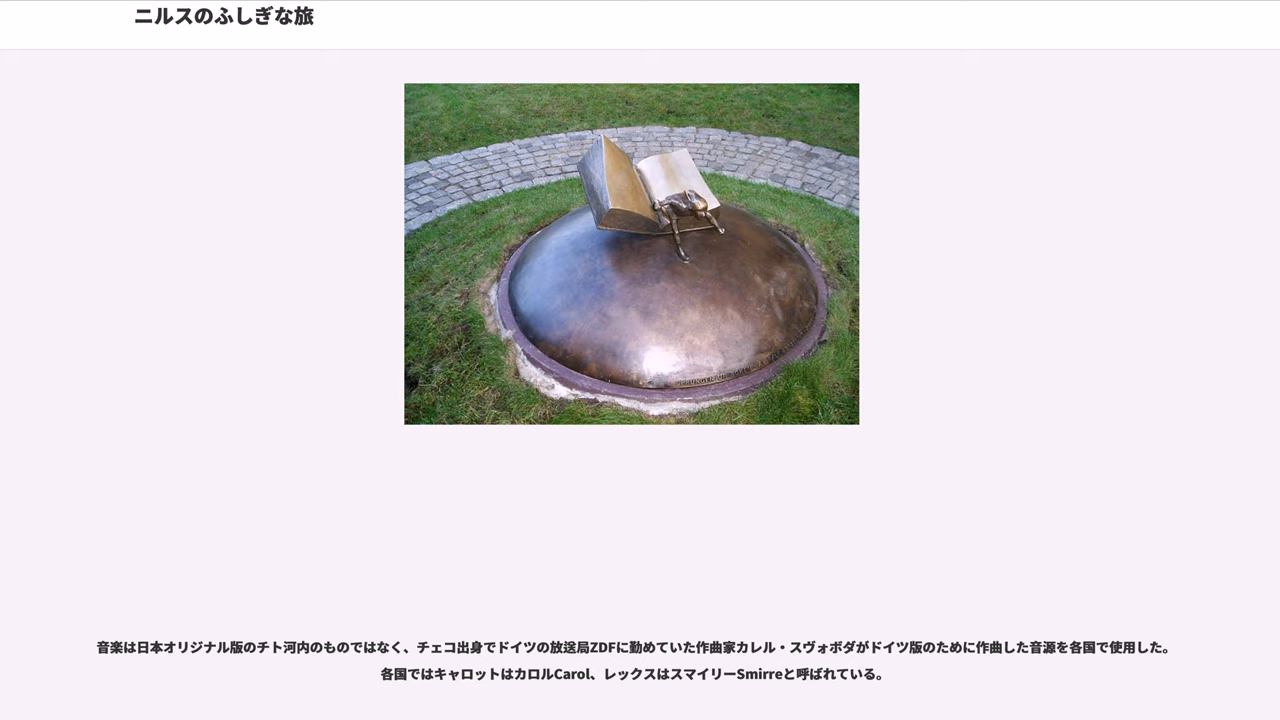 ニルスのふしぎな旅
音楽は日本オリジナル版のチト河内のものではなく、チェコ出身でドイツの放送局ZDFに勤めていた作曲家カレル・スヴォボダがドイツ版のために作曲した音源を各国で使用した。
各国ではキャロットはカロルCarol、レックスはスマイリーSmirreと呼ばれている。